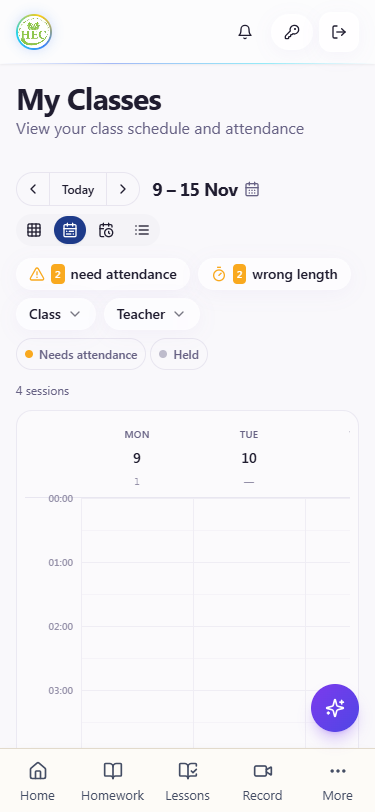 HEC
My Classes
View your class schedule and attendance
Today
9 – 15 Nov
2 need attendance
2 wrong length
Class
Teacher
Needs attendance
Held
4 sessions
MON
TUE
9
10
1
—
00:00
01:00
02:00
03:00
Home
Homework
Lessons
Record
More